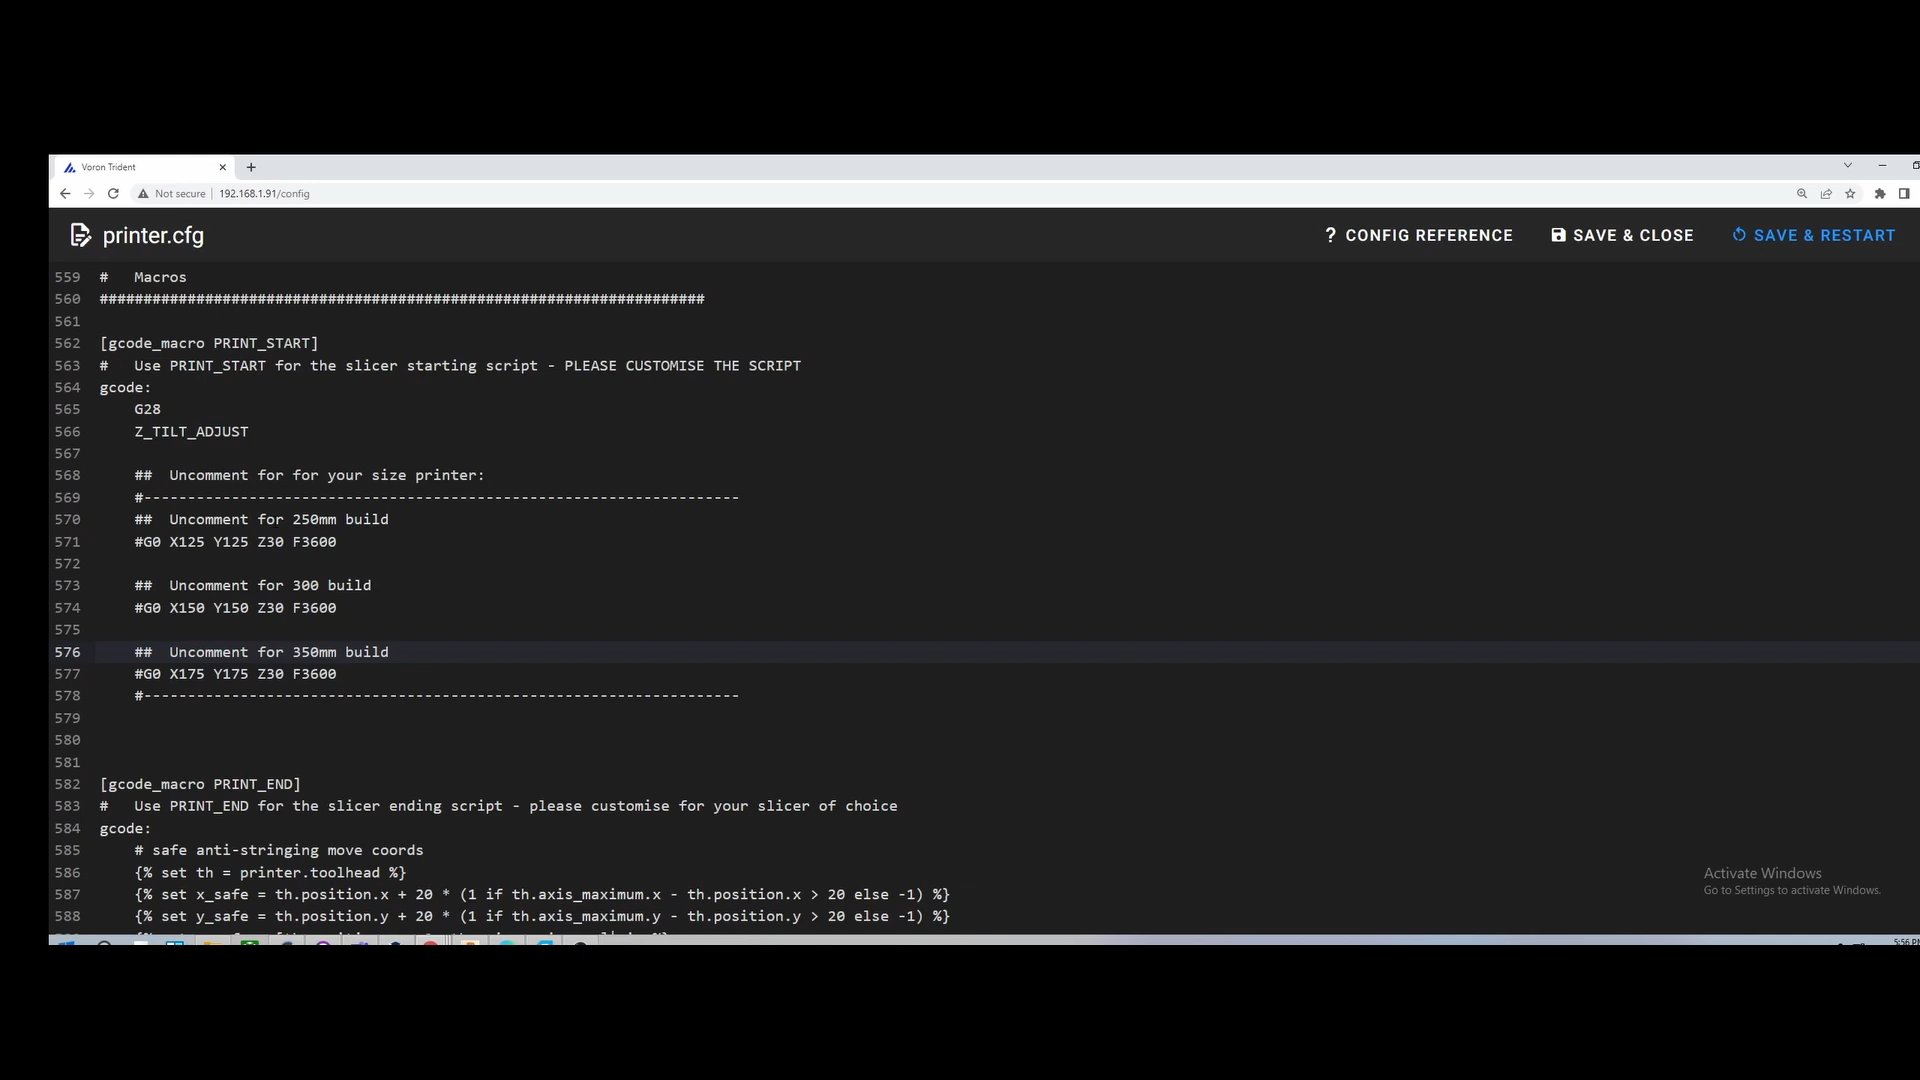 Voron Trident
Not secure 192.168.1.91/config
printer.cfg
? CONFIG REFERENCE
SAVE & CLOSE
SAVE & RESTART
559 # Macros
560 #####################################################################
561
562 [gcode_macro PRINT_START]
563 # Use PRINT_START for the slicer starting script - PLEASE CUSTOMISE THE SCRIPT
564 gcode:
565 G28
566 Z_TILT_ADJUST
567
568 ## Uncomment for for your size printer:
569 #--------------------------------------------------------------------
570 ## Uncomment for 250mm build
571 #G0 X125 Y125 Z30 F3600
572
573 ## Uncomment for 300 build
574 #G0 X150 Y150 Z30 F3600
575
576 ## Uncomment for 350mm build
577 #G0 X175 Y175 Z30 F3600
578 #--------------------------------------------------------------------
579
580
581
582 [gcode_macro PRINT_END]
583 # Use PRINT_END for the slicer ending script - please customise for your slicer of choice
584 gcode:
585 # safe anti-stringing move coords
586 {% set th = printer.toolhead %}
587 {% set x_safe = th.position.x + 20 * (1 if th.axis_maximum.x - th.position.x > 20 else -1) %}
588 {% set y_safe = th.position.y + 20 * (1 if th.axis_maximum.y - th.position.y > 20 else -1) %}
Activate Windows
Go to Settings to activate Windows.
5:56 PM